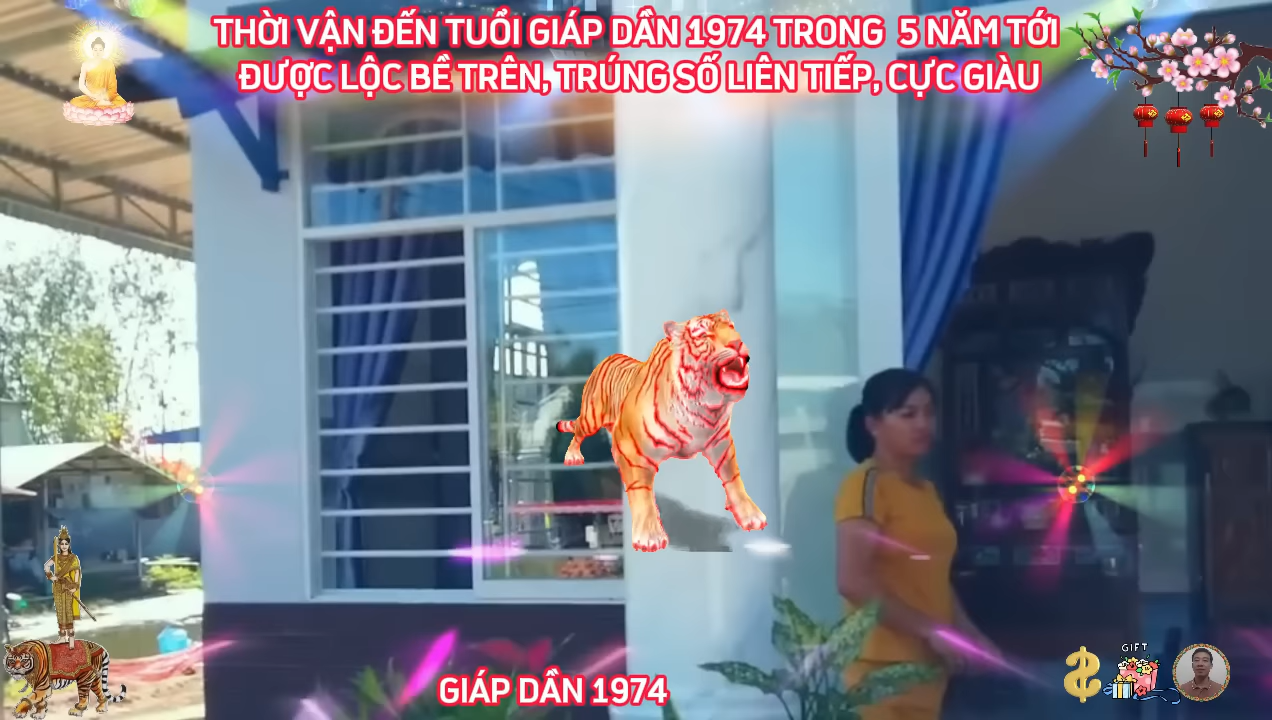 THỜI VẬN ĐẾN TUỔI GIÁP DẦN 1974 TRONG 5 NĂM TỚI
ĐƯỢC LỘC BỀ TRÊN, TRÚNG SỐ LIÊN TIẾP, CỰC GIÀU
GIFT
GIÁP DẦN 1974